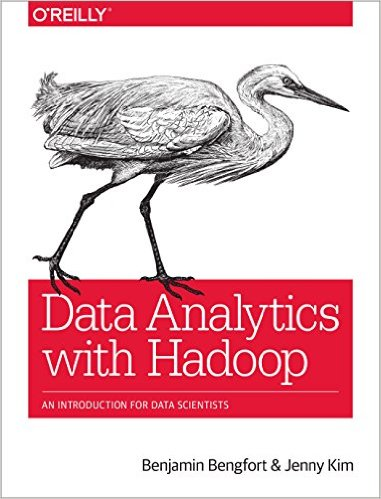 O'REILLY®
Data Analytics
with Hadoop
AN INTRODUCTION FOR DATA SCIENTISTS
Benjamin Bengfort & Jenny Kim